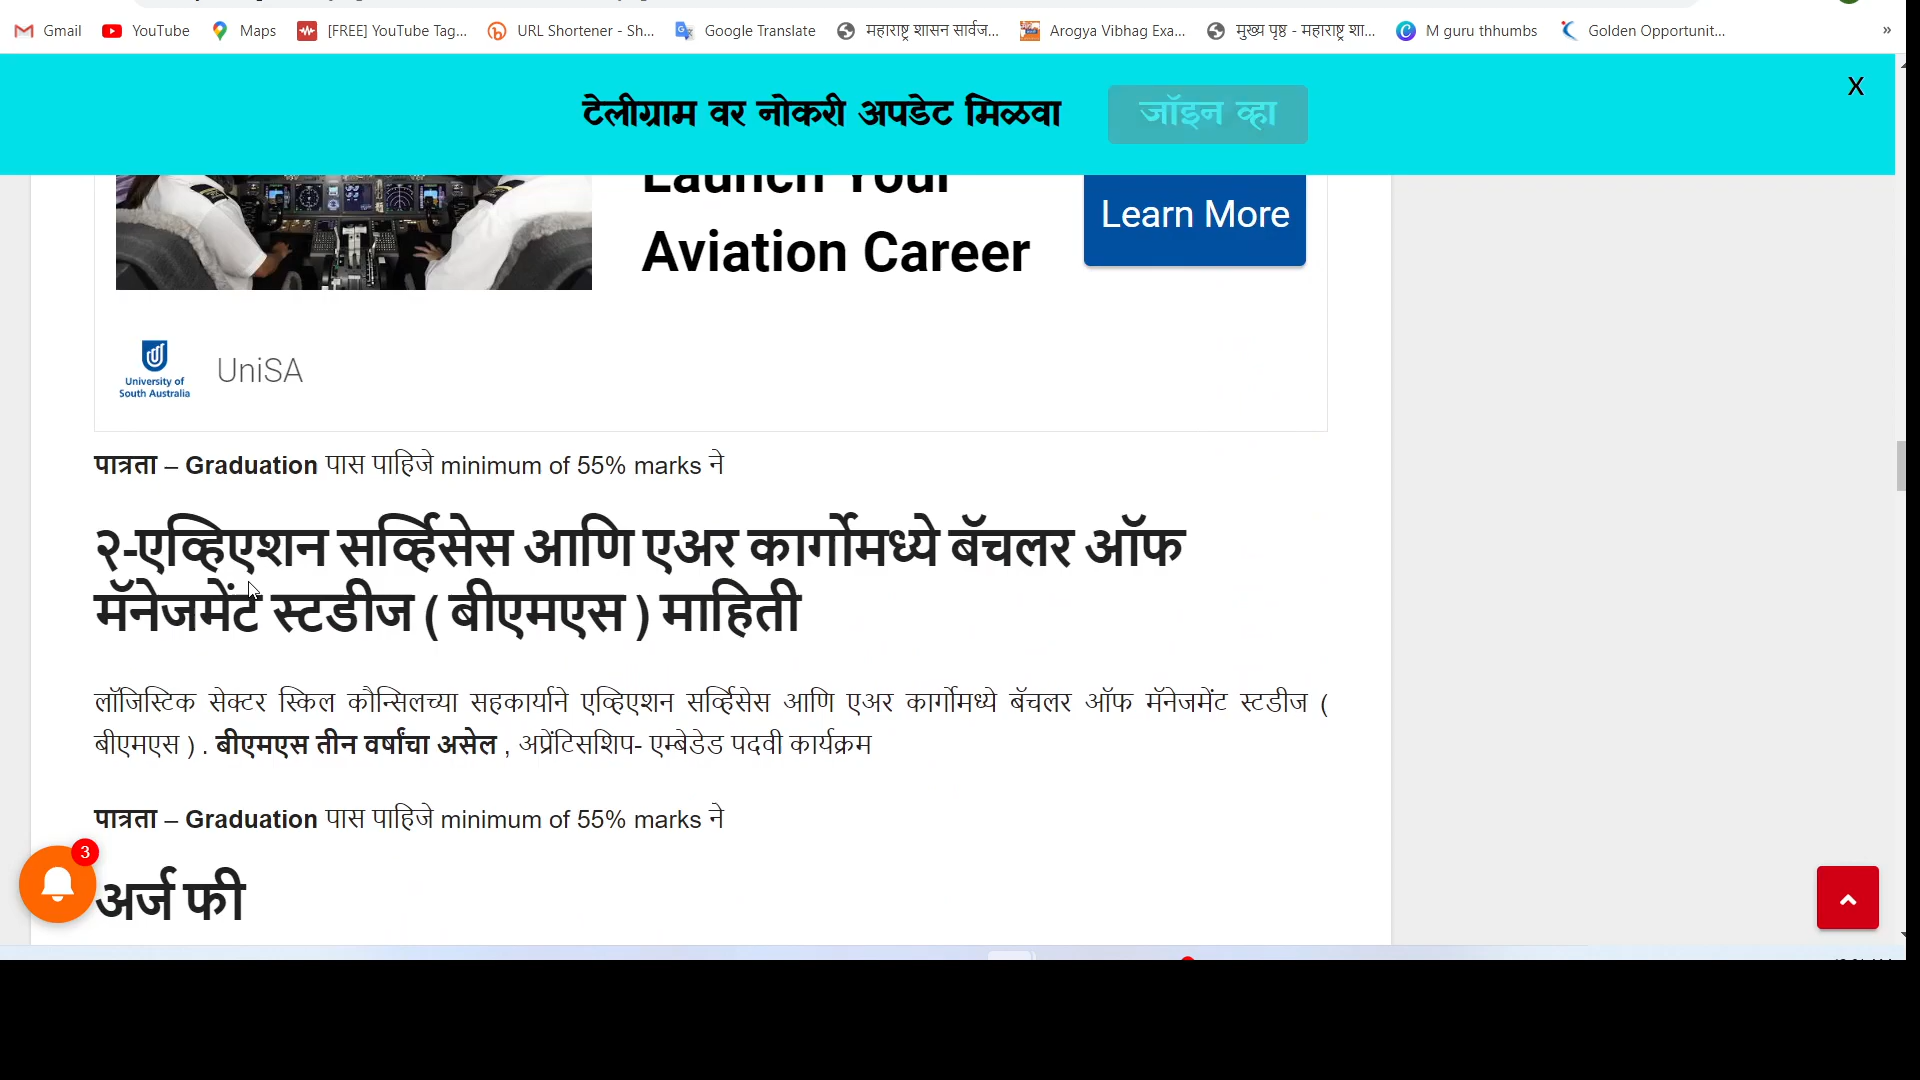 Gmail YouTube Maps [FREE] YouTube Tag... URL Shortener - Sh... Google Translate महाराष्ट्र शासन सार्वज... Arogya Vibhag Exa... मुख्य पृष्ठ - महाराष्ट्र शा... M guru thhumbs Golden Opportunit... »
टेलीग्राम वर नोकरी अपडेट मिळवा जॉइन व्हा X
Launch Your
Aviation Career
Learn More
University of
South Australia
UniSA
पात्रता – Graduation पास पाहिजे minimum of 55% marks ने
२-एव्हिएशन सर्व्हिसेस आणि एअर कार्गोमध्ये बॅचलर ऑफ
मॅनेजमेंट स्टडीज ( बीएमएस ) माहिती
लॉजिस्टिक सेक्टर स्किल कौन्सिलच्या सहकार्याने एव्हिएशन सर्व्हिसेस आणि एअर कार्गोमध्ये बॅचलर ऑफ मॅनेजमेंट स्टडीज (
बीएमएस ) . बीएमएस तीन वर्षांचा असेल , अप्रेंटिसशिप- एम्बेडेड पदवी कार्यक्रम
पात्रता – Graduation पास पाहिजे minimum of 55% marks ने
3
अर्ज फी